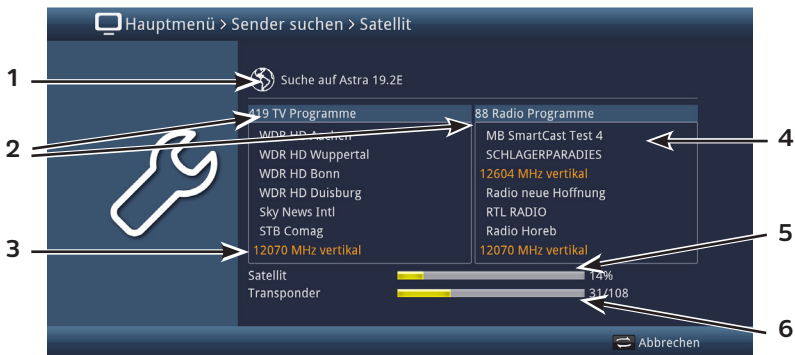 Hauptmenü > Sender suchen > Satellit
1
Suche auf Astra 19.2E
2
419 TV Programme
WDR HD Aachen
WDR HD Wuppertal
WDR HD Bonn
WDR HD Duisburg
Sky News Intl
STB Comag
3
12070 MHz vertikal
88 Radio Programme
MB SmartCast Test 4
4
SCHLAGERPARADIES
12604 MHz vertikal
Radio neue Hoffnung
RTL RADIO
Radio Horeb
12070 MHz vertikal
5
Satellit 14%
Transponder 31/108
6
Abbrechen